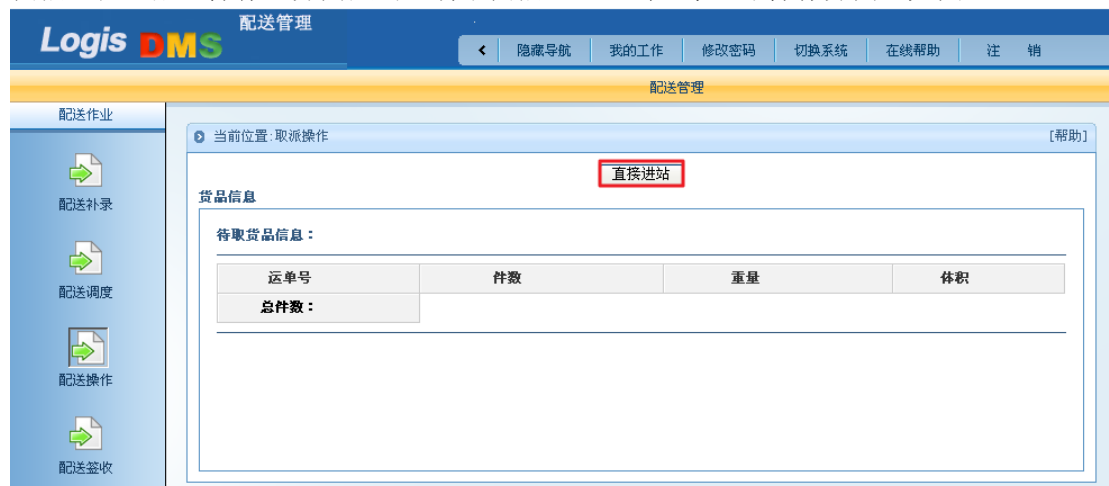 配送管理
Logis DMS
隐藏导航 我的工作 修改密码 切换系统 在线帮助 注 销
配送管理
配送作业
当前位置:取派操作 [帮助]
直接进站
配送补录
货品信息
待取货品信息：
运单号 件数 重量 体积
总件数：
配送调度
配送操作
配送签收